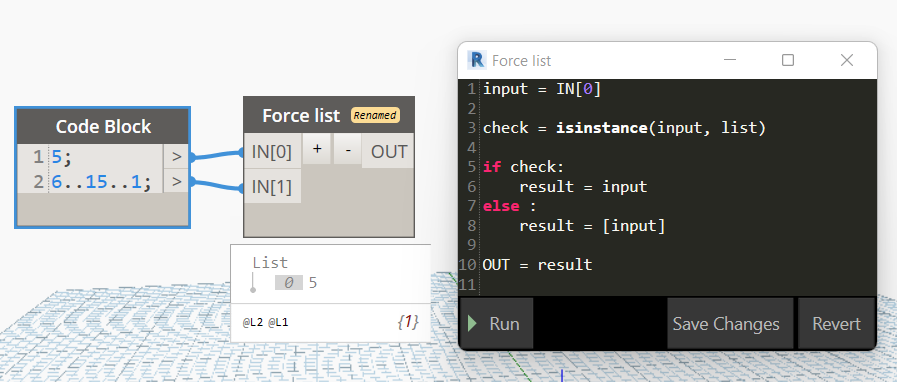 Code Block
1 5; >
2 6..15..1; >
Force list Renamed
IN[0] + - OUT
IN[1]
List
0 5
@L2 @L1 {1}
R Force list
1 input = IN[0]
2
3 check = isinstance(input, list)
4
5 if check:
6 result = input
7 else :
8 result = [input]
9
10 OUT = result
11
Run Save Changes Revert